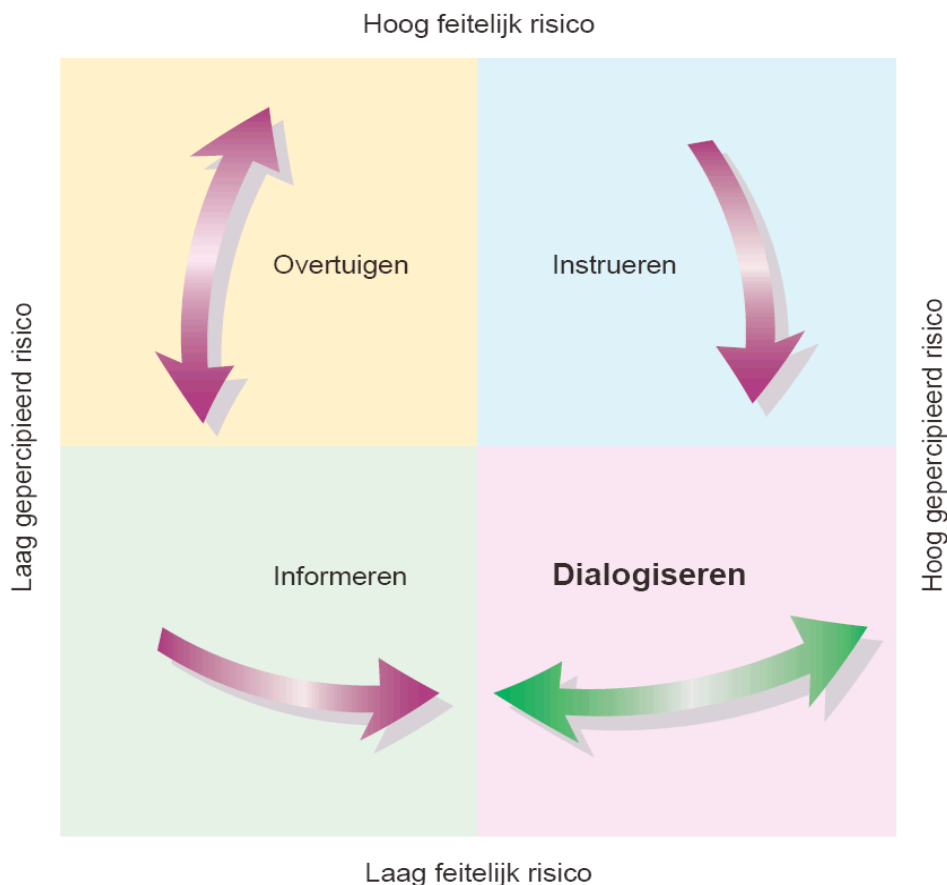 Hoog feitelijk risico
Overtuigen
Instrueren
Laag gepercipieerd risico
Hoog gepercipieerd risico
Informeren
Dialogiseren
Laag feitelijk risico